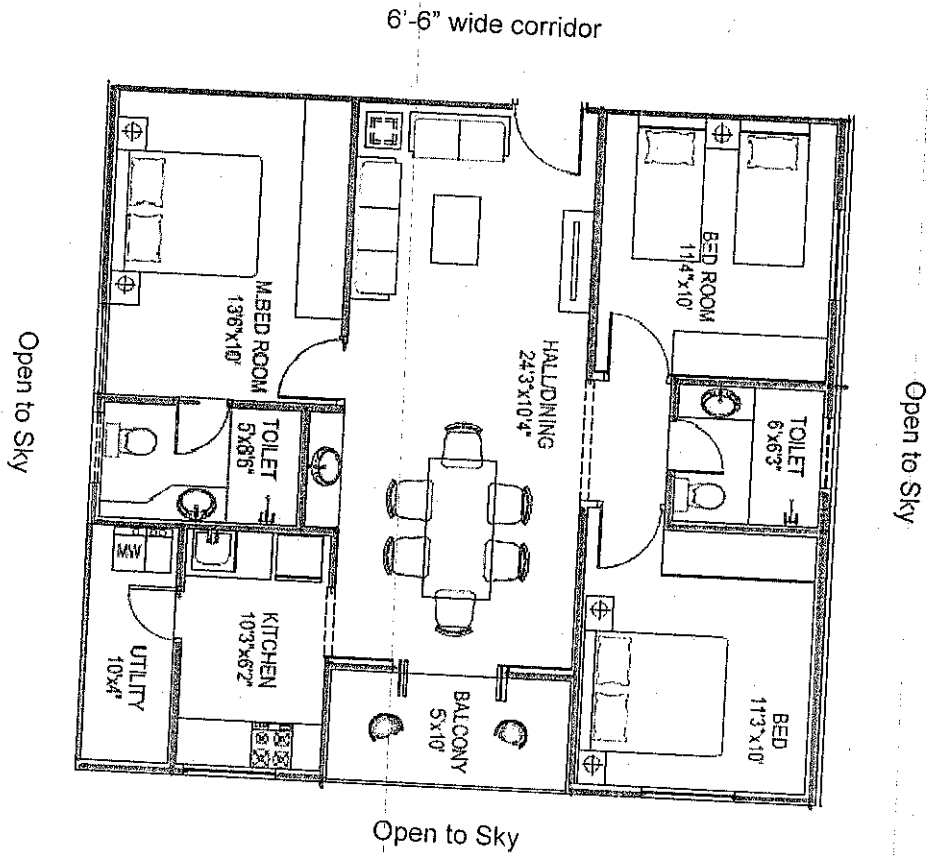 6'-6" wide corridor
M.BED ROOM
13'6"x10'
BED ROOM
11'4"x10'
HALL/DINING
24'3"x10'4"
Open to Sky
Open to Sky
TOILET
5'x8'6"
TOILET
6'x6'3"
MW
KITCHEN
10'3"x6'2"
UTILITY
10'x4'
BALCONY
5'x10'
BED
11'3"x10'
Open to Sky